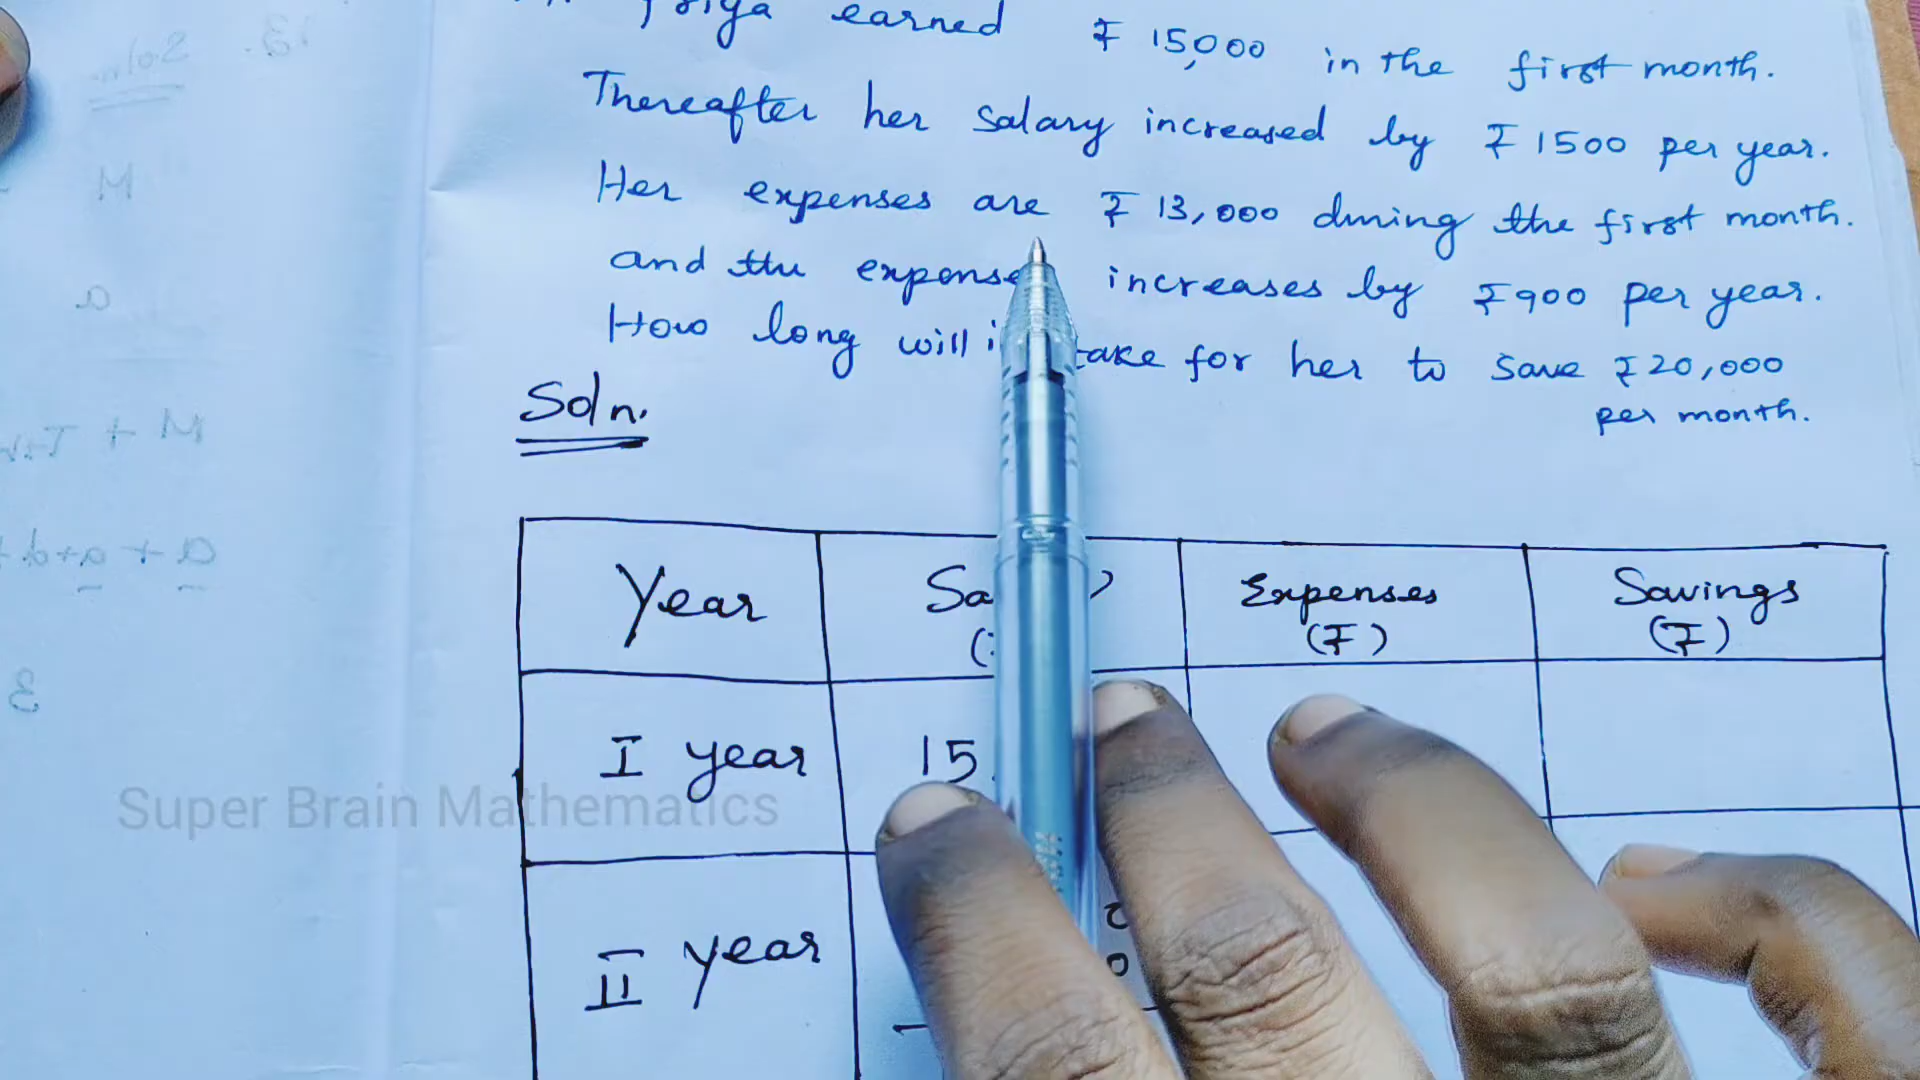 earned ₹ 15,000 in the first month.
Thereafter her salary increased by ₹ 1500 per year.
Her expenses are ₹ 13,000 during the first month.
and the expense increases by ₹900 per year.
How long will take for her to save ₹20,000
per month.
Soln.
Year Expenses (₹) Savings (₹)
I year 15
II year
Super Brain Mathematics